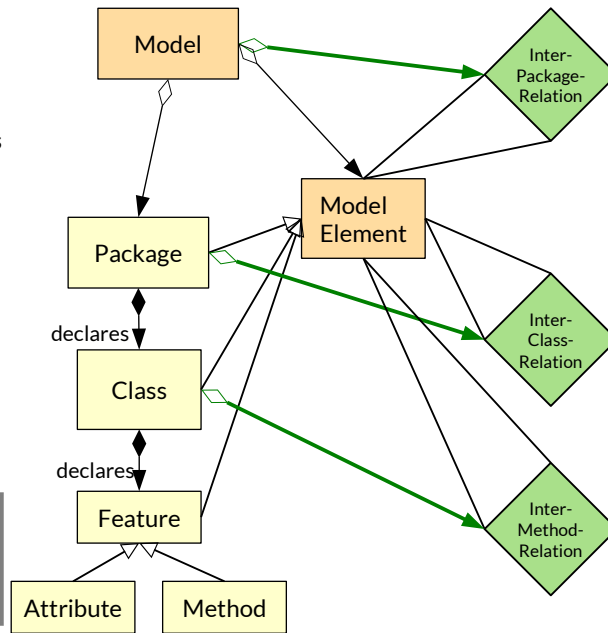 Model
Inter-
Package-
Relation
s
Model
Element
Package
declares
Inter-
Class-
Relation
Class
declares
Feature
Inter-
Method-
Relation
Attribute
Method